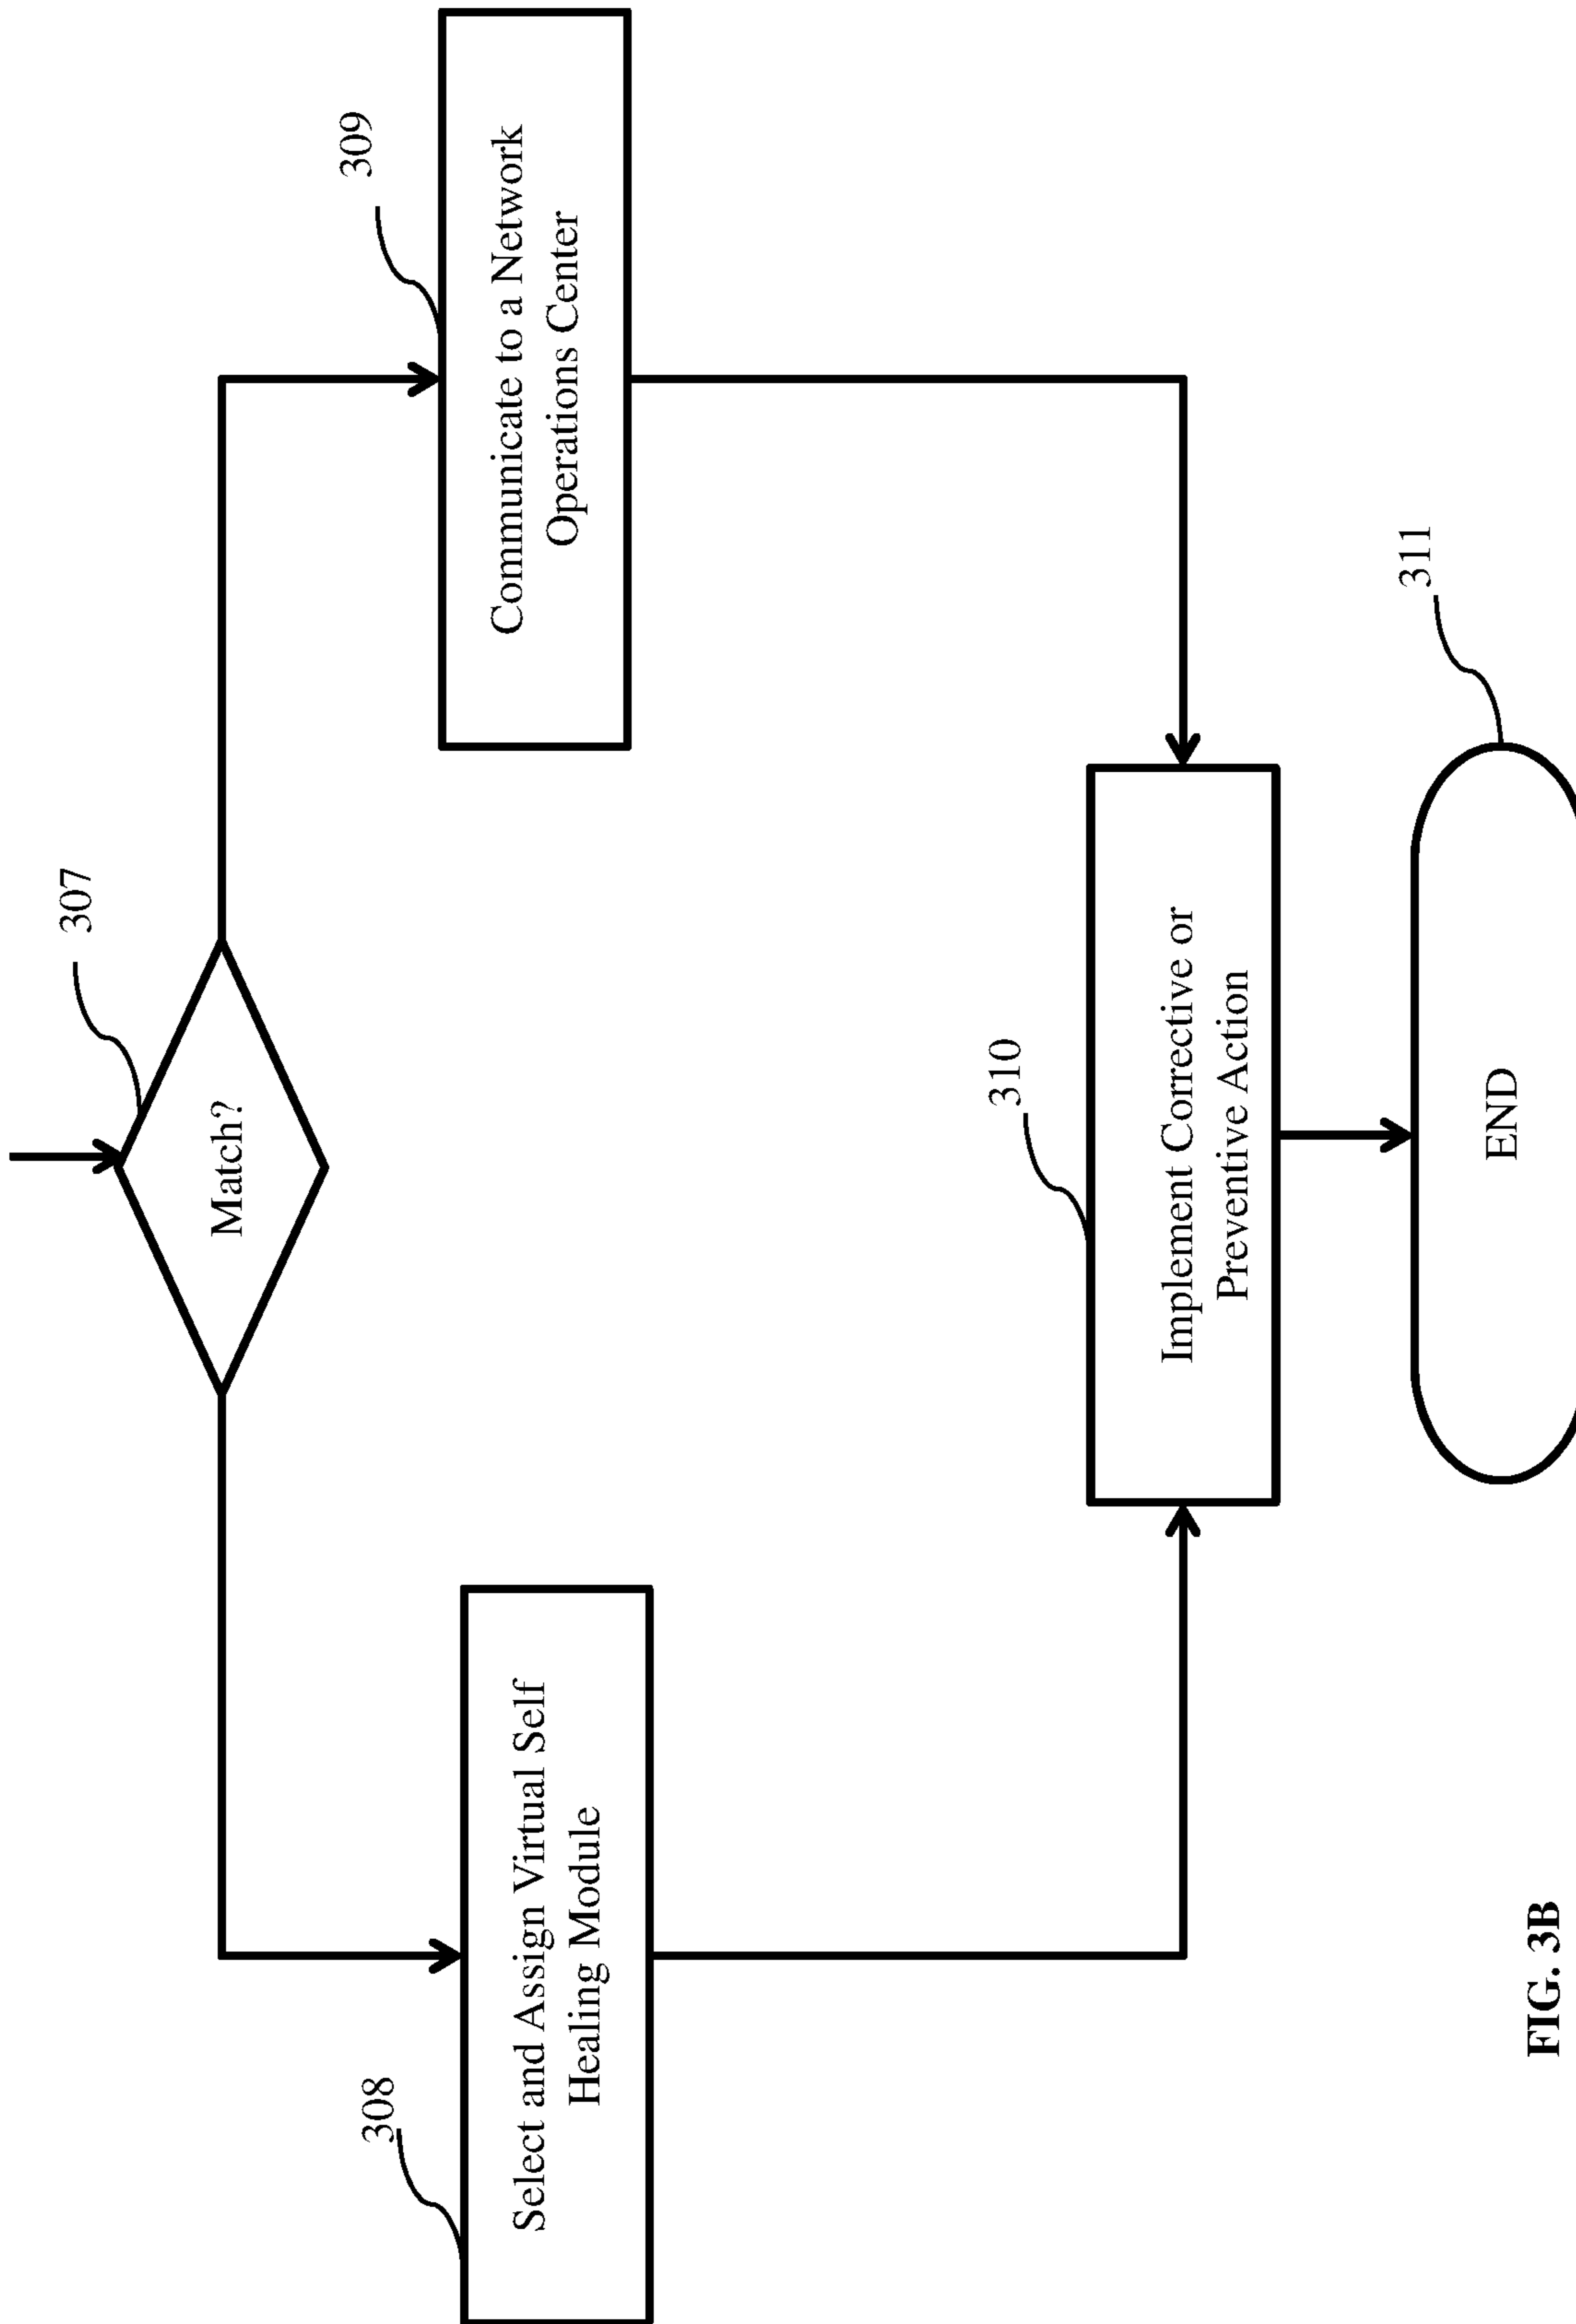 307
Match?
308
Select and Assign Virtual Self
Healing Module
309
Communicate to a Network
Operations Center
310
Implement Corrective or
Preventive Action
311
END
FIG. 3B